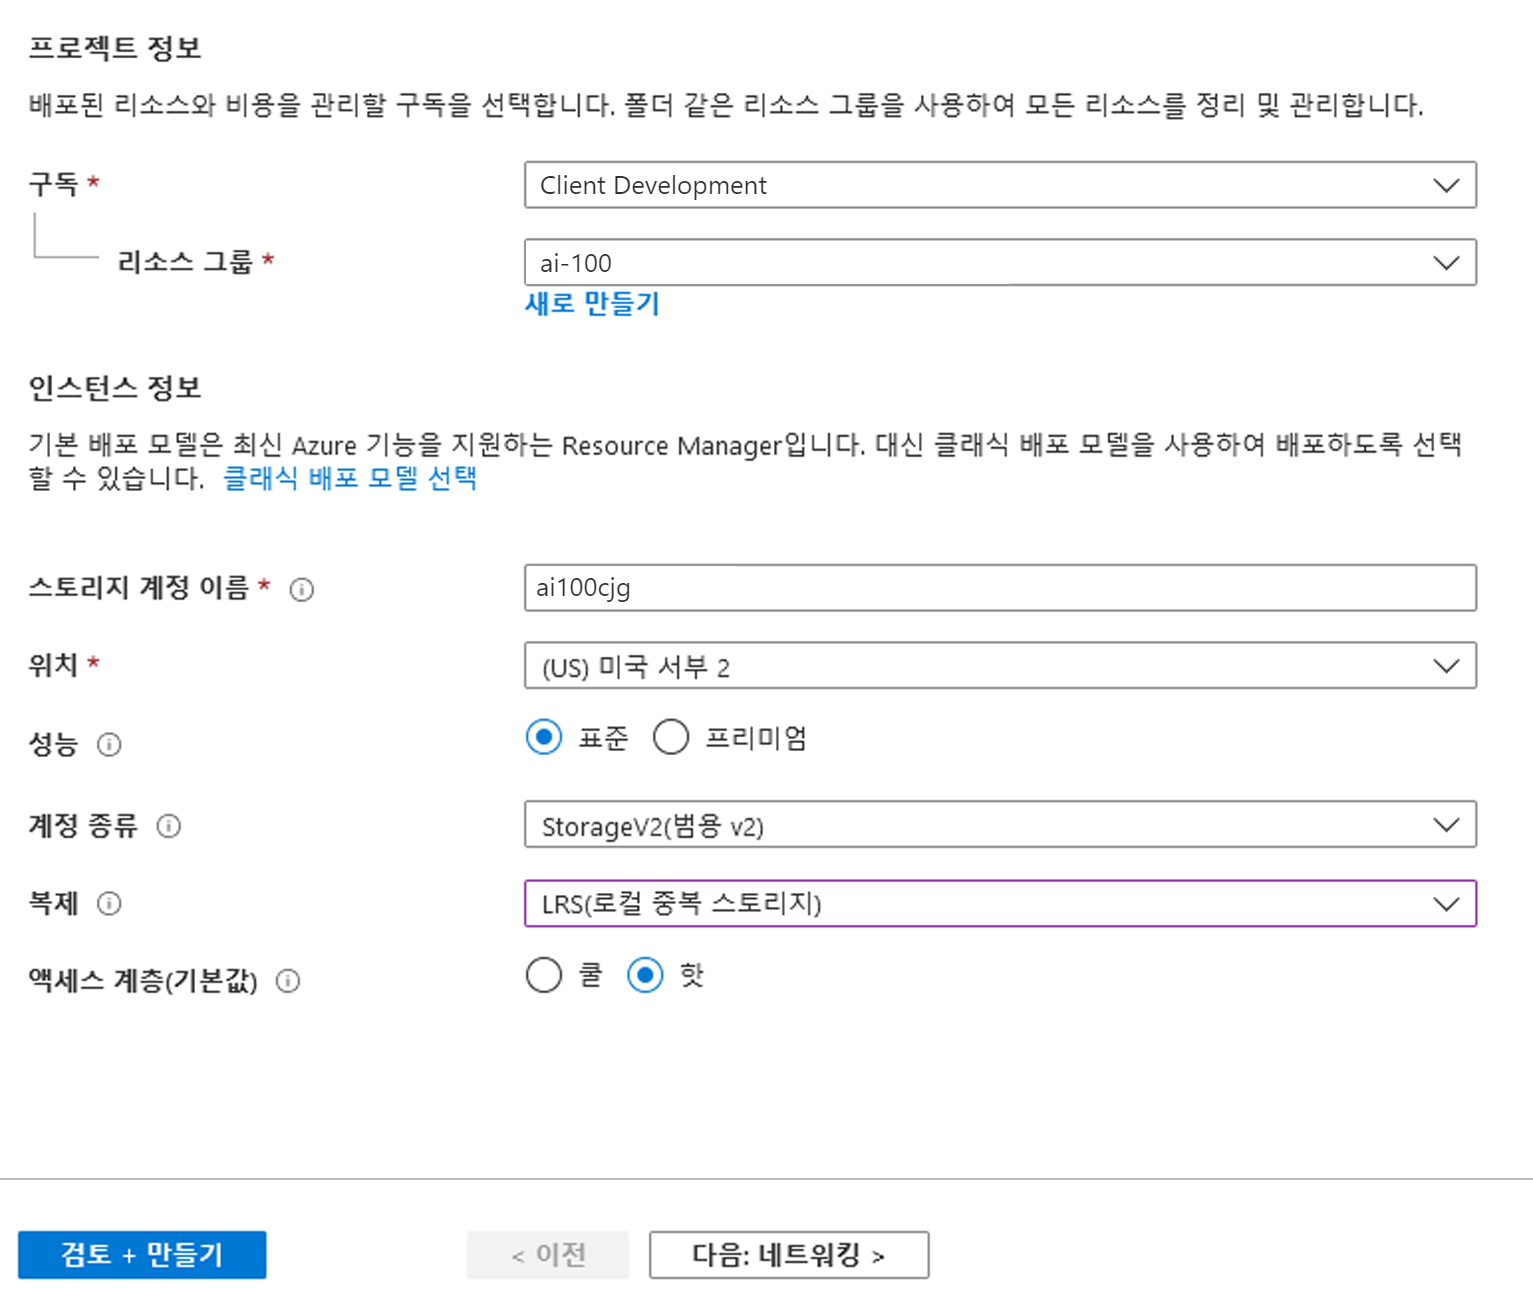 프로젝트 정보
배포된 리소스와 비용을 관리할 구독을 선택합니다. 폴더 같은 리소스 그룹을 사용하여 모든 리소스를 정리 및 관리합니다.
구독 *
Client Development
리소스 그룹 *
ai-100
새로 만들기
인스턴스 정보
기본 배포 모델은 최신 Azure 기능을 지원하는 Resource Manager입니다. 대신 클래식 배포 모델을 사용하여 배포하도록 선택
할 수 있습니다. 클래식 배포 모델 선택
스토리지 계정 이름 *
ai100cjg
위치 *
(US) 미국 서부 2
성능
표준 프리미엄
계정 종류
StorageV2(범용 v2)
복제
LRS(로컬 중복 스토리지)
액세스 계층(기본값)
쿨 핫
검토 + 만들기
< 이전
다음: 네트워킹 >